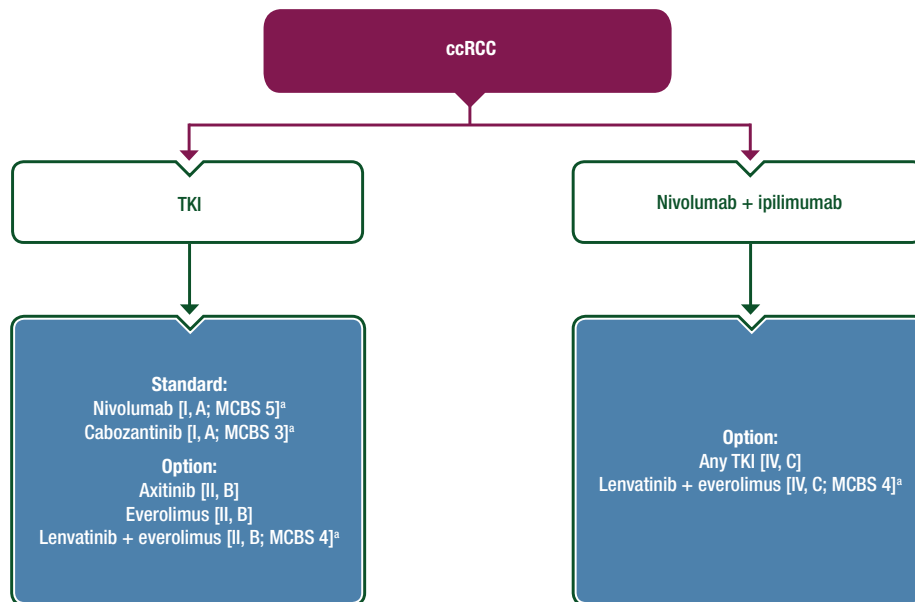 ccRCC
TKI
Nivolumab + ipilimumab
Standard:
Nivolumab [I, A; MCBS 5]a
Cabozantinib [I, A; MCBS 3]a
Option:
Axitinib [II, B]
Everolimus [II, B]
Lenvatinib + everolimus [II, B; MCBS 4]a
Option:
Any TKI [IV, C]
Lenvatinib + everolimus [IV, C; MCBS 4]a